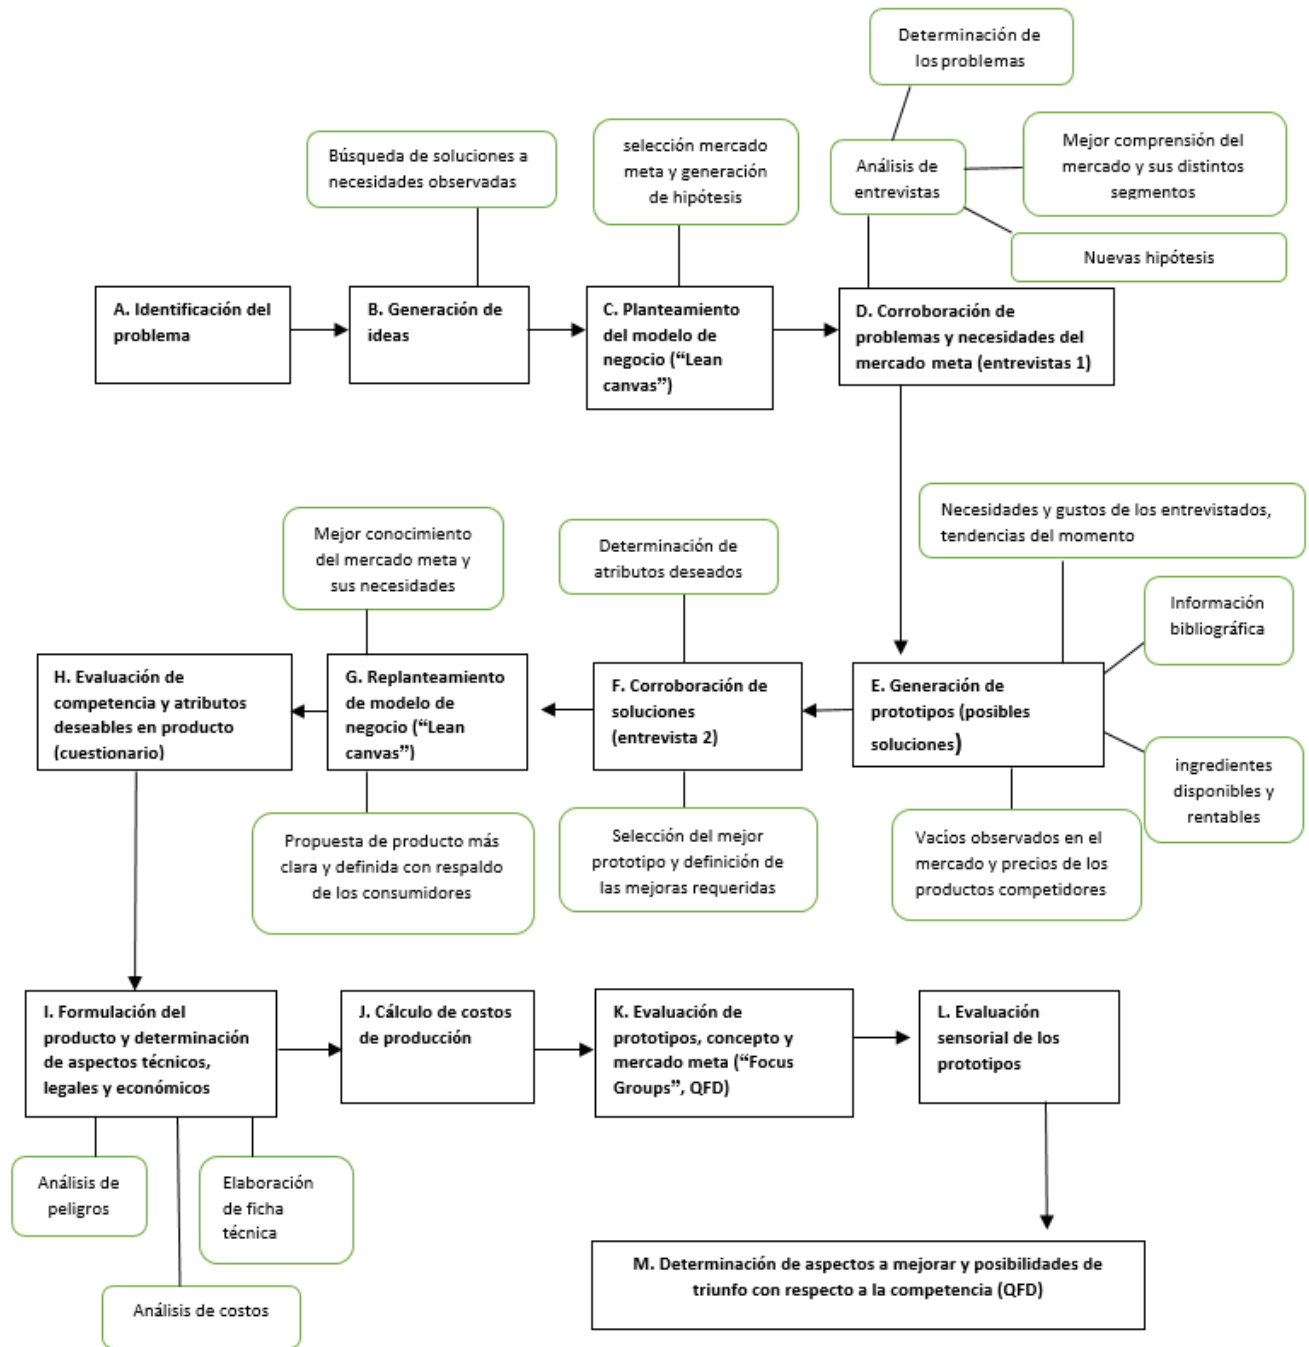 Determinación de
los problemas
Búsqueda de soluciones a
necesidades observadas
selección mercado
meta y generación
de hipótesis
Análisis de
entrevistas
Mejor comprensión del
mercado y sus distintos
segmentos
Nuevas hipótesis
A. Identificación del
problema
B. Generación de
ideas
C. Planteamiento
del modelo de
negocio (“Lean
canvas”)
D. Corroboración de
problemas y necesidades del
mercado meta (entrevistas 1)
Necesidades y gustos de los entrevistados,
tendencias del momento
Mejor conocimiento
del mercado meta y
sus necesidades
Determinación de
atributos deseados
Información
bibliográfica
H. Evaluación de
competencia y atributos
deseables en producto
(cuestionario)
G. Replanteamiento
de modelo de
negocio (“Lean
canvas”)
F. Corroboración de
soluciones
(entrevista 2)
E. Generación de
prototipos (posibles
soluciones)
ingredientes
disponibles y
rentables
Propuesta de producto más
clara y definida con respaldo
de los consumidores
Selección del mejor
prototipo y definición de
las mejoras requeridas
Vacíos observados en el
mercado y precios de los
productos competidores
I. Formulación del
producto y determinación
de aspectos técnicos,
legales y económicos
J. Cálculo de costos
de producción
K. Evaluación de
prototipos, concepto y
mercado meta (“Focus
Groups”, QFD)
L. Evaluación
sensorial de los
prototipos
Análisis de
peligros
Elaboración
de ficha
técnica
Análisis de costos
M. Determinación de aspectos a mejorar y posibilidades de
triunfo con respecto a la competencia (QFD)